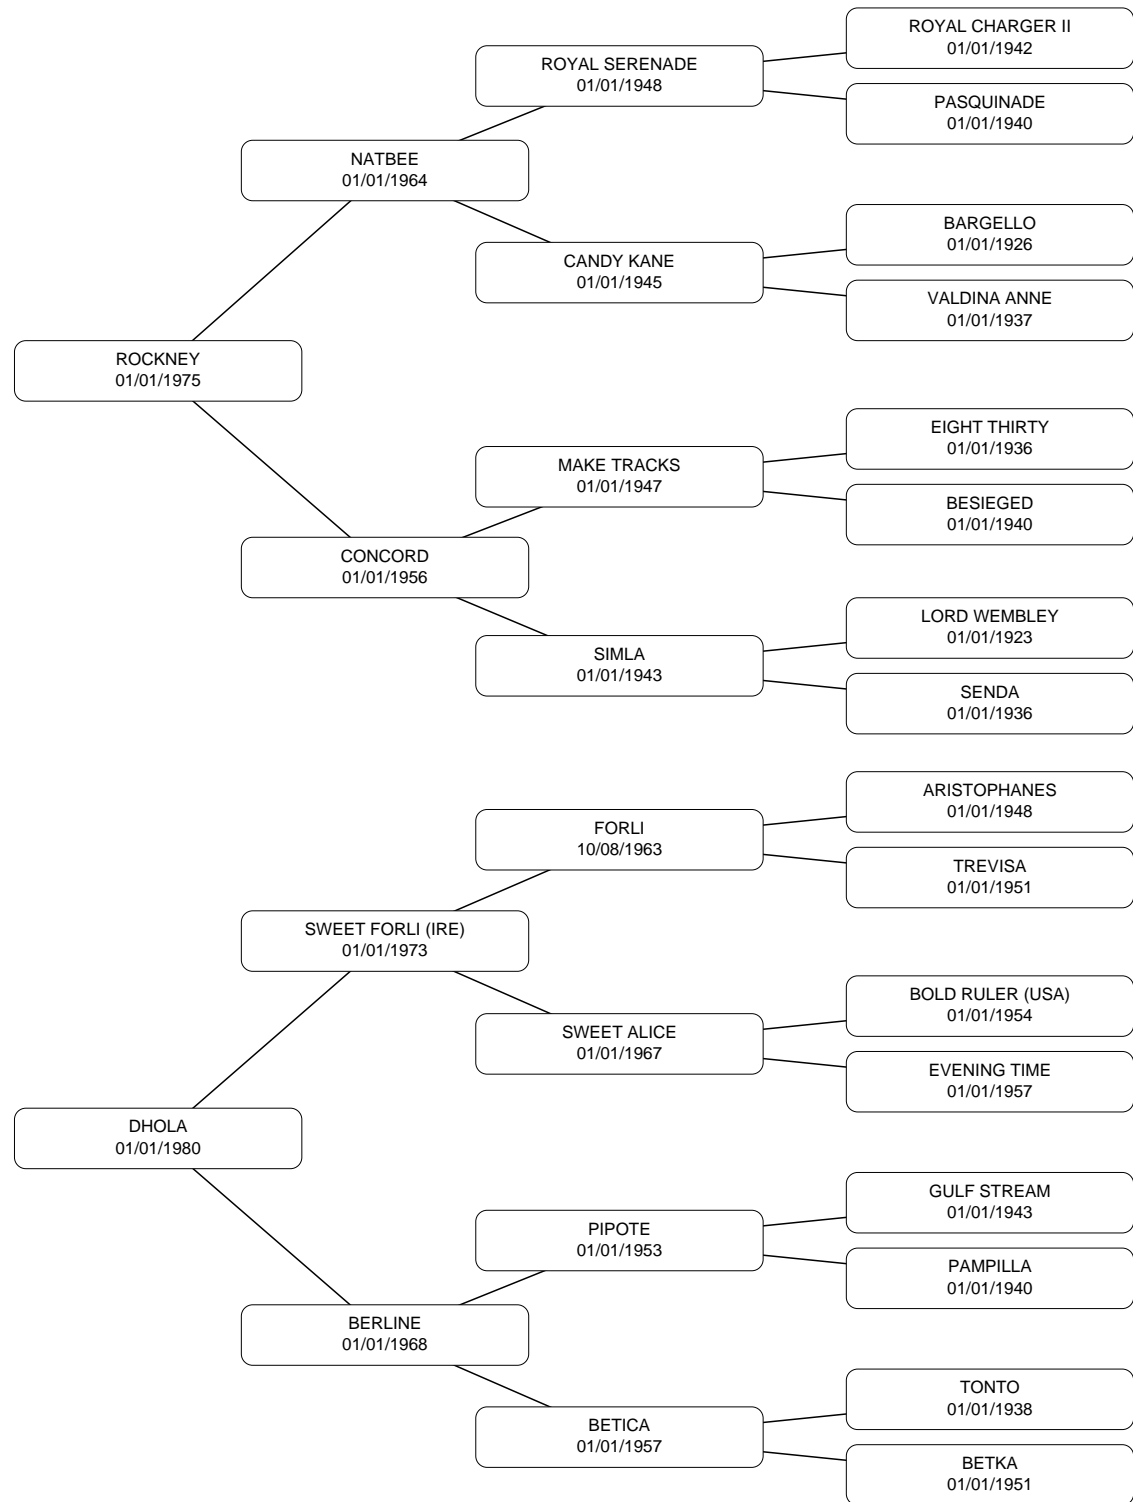 ROYAL CHARGER II
01/01/1942
ROYAL SERENADE
01/01/1948
PASQUINADE
01/01/1940
NATBEE
01/01/1964
BARGELLO
01/01/1926
CANDY KANE
01/01/1945
VALDINA ANNE
01/01/1937
ROCKNEY
01/01/1975
EIGHT THIRTY
01/01/1936
MAKE TRACKS
01/01/1947
BESIEGED
01/01/1940
CONCORD
01/01/1956
LORD WEMBLEY
01/01/1923
SIMLA
01/01/1943
SENDA
01/01/1936
ARISTOPHANES
01/01/1948
FORLI
10/08/1963
TREVISA
01/01/1951
SWEET FORLI (IRE)
01/01/1973
BOLD RULER (USA)
01/01/1954
SWEET ALICE
01/01/1967
EVENING TIME
01/01/1957
DHOLA
01/01/1980
GULF STREAM
01/01/1943
PIPOTE
01/01/1953
PAMPILLA
01/01/1940
BERLINE
01/01/1968
TONTO
01/01/1938
BETICA
01/01/1957
BETKA
01/01/1951